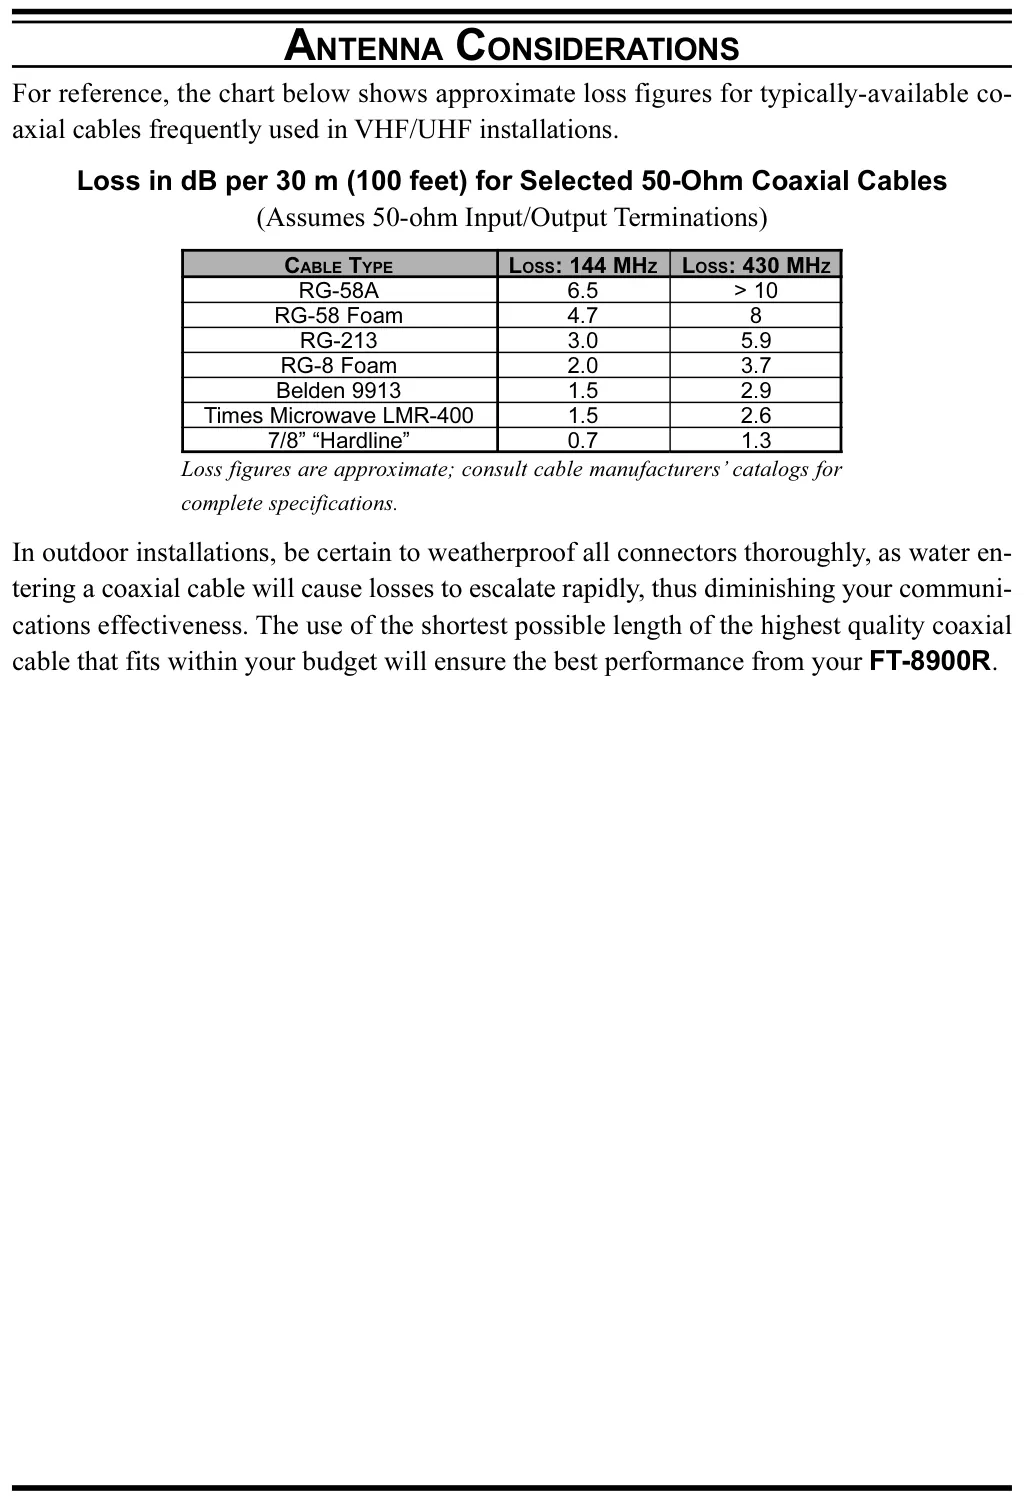 ANTENNA CONSIDERATIONS
For reference, the chart below shows approximate loss figures for typically-available co-
axial cables frequently used in VHF/UHF installations.
Loss in dB per 30 m (100 feet) for Selected 50-Ohm Coaxial Cables
(Assumes 50-ohm Input/Output Terminations)
CABLE TYPE LOSS: 144 MHZ LOSS: 430 MHZ
RG-58A 6.5 > 10
RG-58 Foam 4.7 8
RG-213 3.0 5.9
RG-8 Foam 2.0 3.7
Belden 9913 1.5 2.9
Times Microwave LMR-400 1.5 2.6
7/8” “Hardline” 0.7 1.3
Loss figures are approximate; consult cable manufacturers’ catalogs for
complete specifications.
In outdoor installations, be certain to weatherproof all connectors thoroughly, as water en-
tering a coaxial cable will cause losses to escalate rapidly, thus diminishing your communi-
cations effectiveness. The use of the shortest possible length of the highest quality coaxial
cable that fits within your budget will ensure the best performance from your FT-8900R.